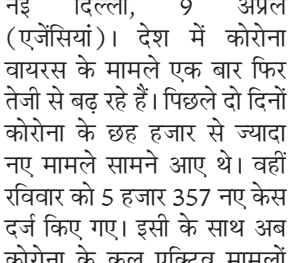 नई दिल्ली, 9 अप्रैल
(एजेंसियां)। देश में कोरोना
वायरस के मामले एक बार फिर
तेजी से बढ़ रहे हैं। पिछले दो दिनों
कोरोना के छह हजार से ज्यादा
नए मामले सामने आए थे। वहीं
रविवार को 5 हजार 357 नए केस
दर्ज किए गए। इसी के साथ अब
कोरोना के कुल एक्टिव मामलों